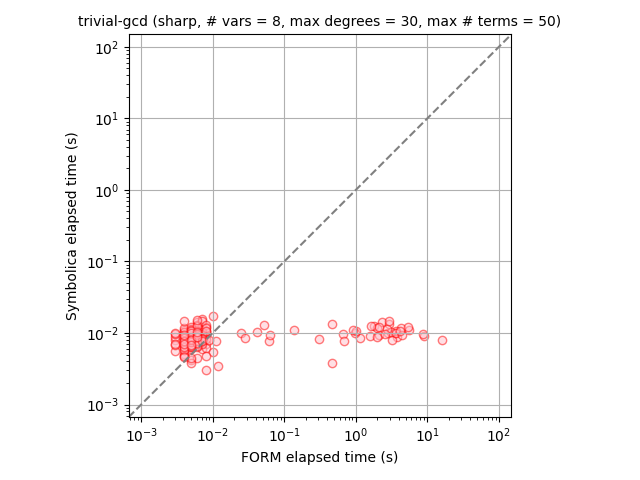 trivial-gcd (sharp, # vars = 8, max degrees = 30, max # terms = 50)
10²
10¹
10⁰
10⁻¹
10⁻²
10⁻³
Symbolica elapsed time (s)
10⁻³ 10⁻² 10⁻¹ 10⁰ 10¹ 10²
FORM elapsed time (s)